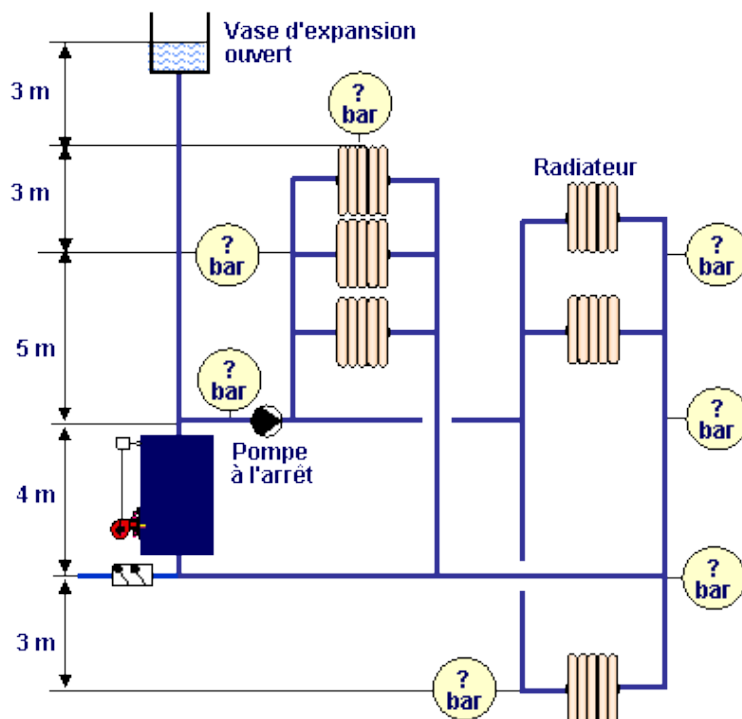 Vase d'expansion
ouvert
3 m
?
bar
3 m
Radiateur
?
bar
?
bar
5 m
?
bar
?
bar
Pompe
à l'arrêt
4 m
?
bar
3 m
?
bar